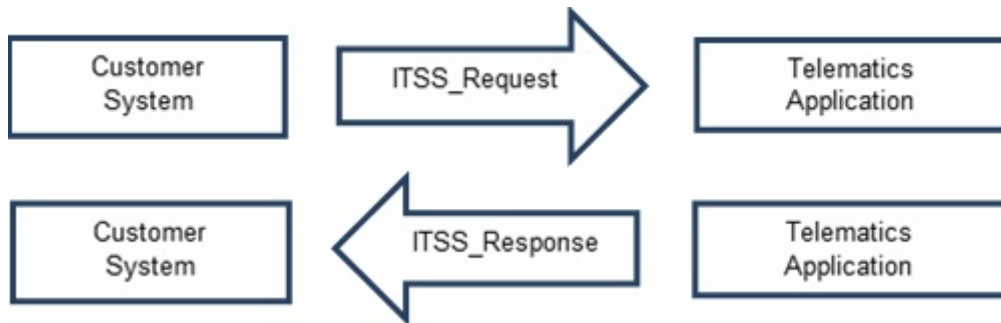 Customer
System
ITSS_Request
Telematics
Application
Customer
System
ITSS_Response
Telematics
Application